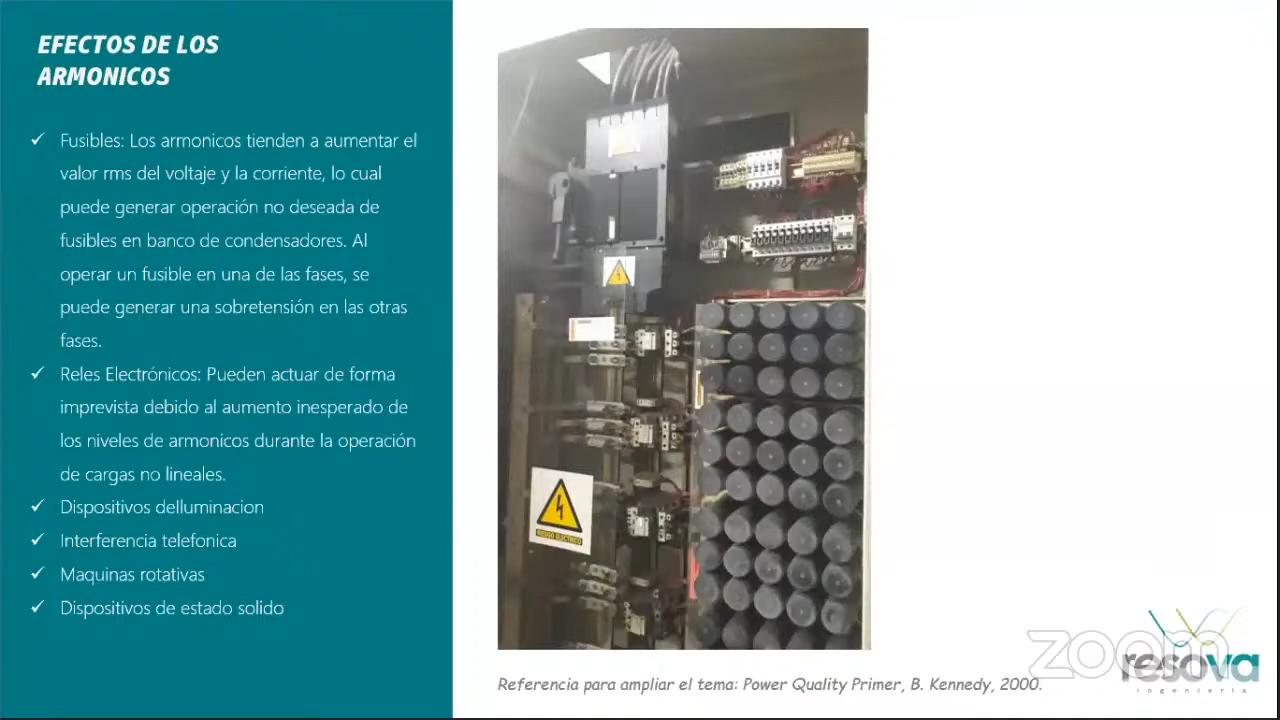 EFECTOS DE LOS
ARMONICOS
✓ Fusibles: Los armonicos tienden a aumentar el
valor rms del voltaje y la corriente, lo cual
puede generar operación no deseada de
fusibles en banco de condensadores. Al
operar un fusible en una de las fases, se
puede generar una sobretensión en las otras
fases.
✓ Reles Electrónicos: Pueden actuar de forma
imprevista debido al aumento inesperado de
los niveles de armonicos durante la operación
de cargas no lineales.
✓ Dispositivos delluminacion
✓ Interferencia telefonica
✓ Maquinas rotativas
✓ Dispositivos de estado solido
RIESGO ELECTRICO
Referencia para ampliar el tema: Power Quality Primer, B. Kennedy, 2000.
zoom
resova
ingeniería